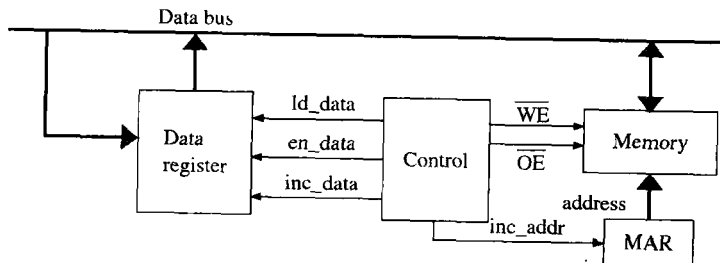 Data bus
ld_data
en_data
inc_data
Data
register
Control
WE
OE
Memory
address
inc_addr
MAR